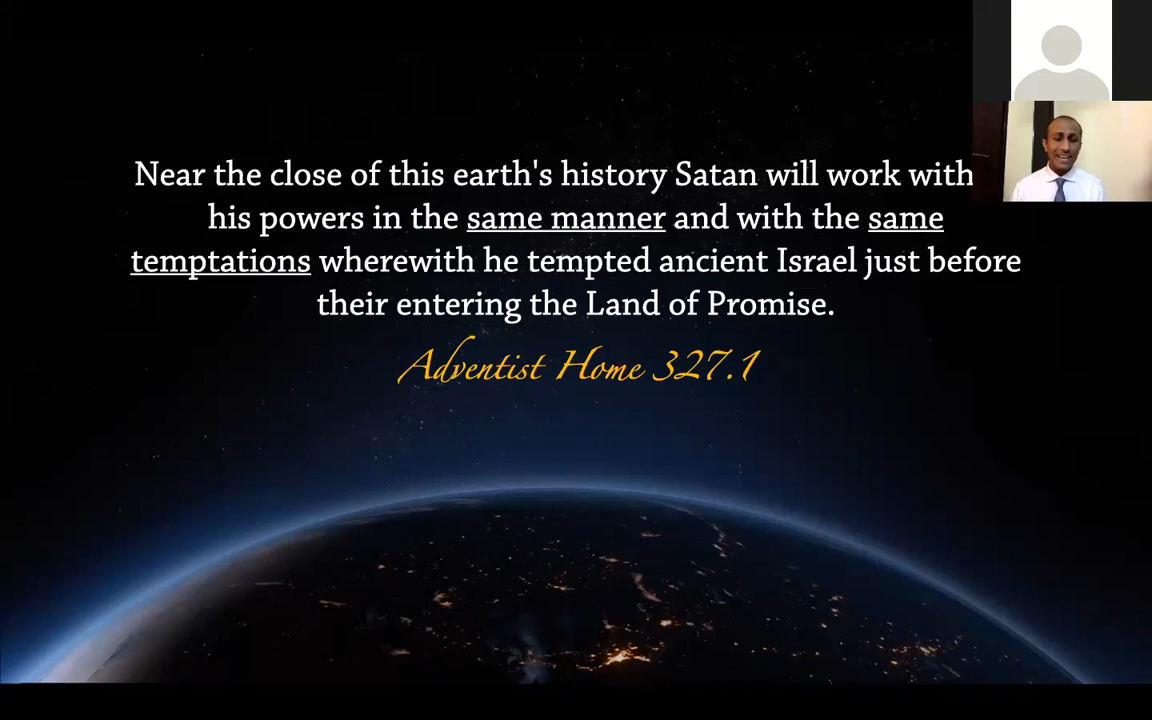 Near the close of this earth's history Satan will work with
his powers in the same manner and with the same
temptations wherewith he tempted ancient Israel just before
their entering the Land of Promise.
Adventist Home 327.1